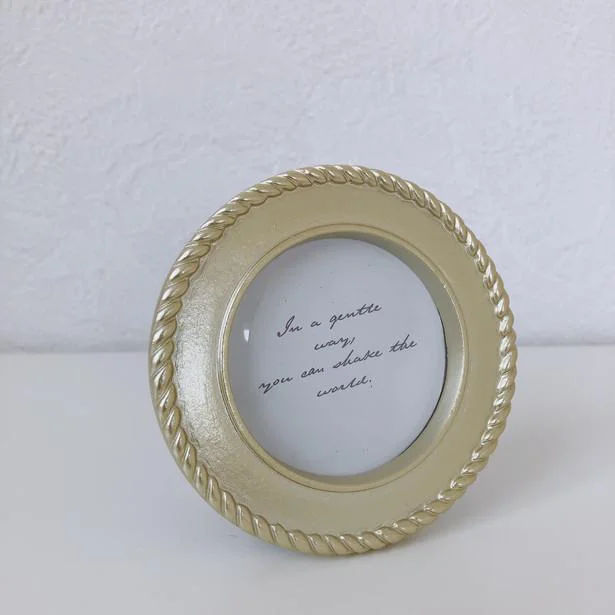 In a gentle
way,
you can shake the
world.